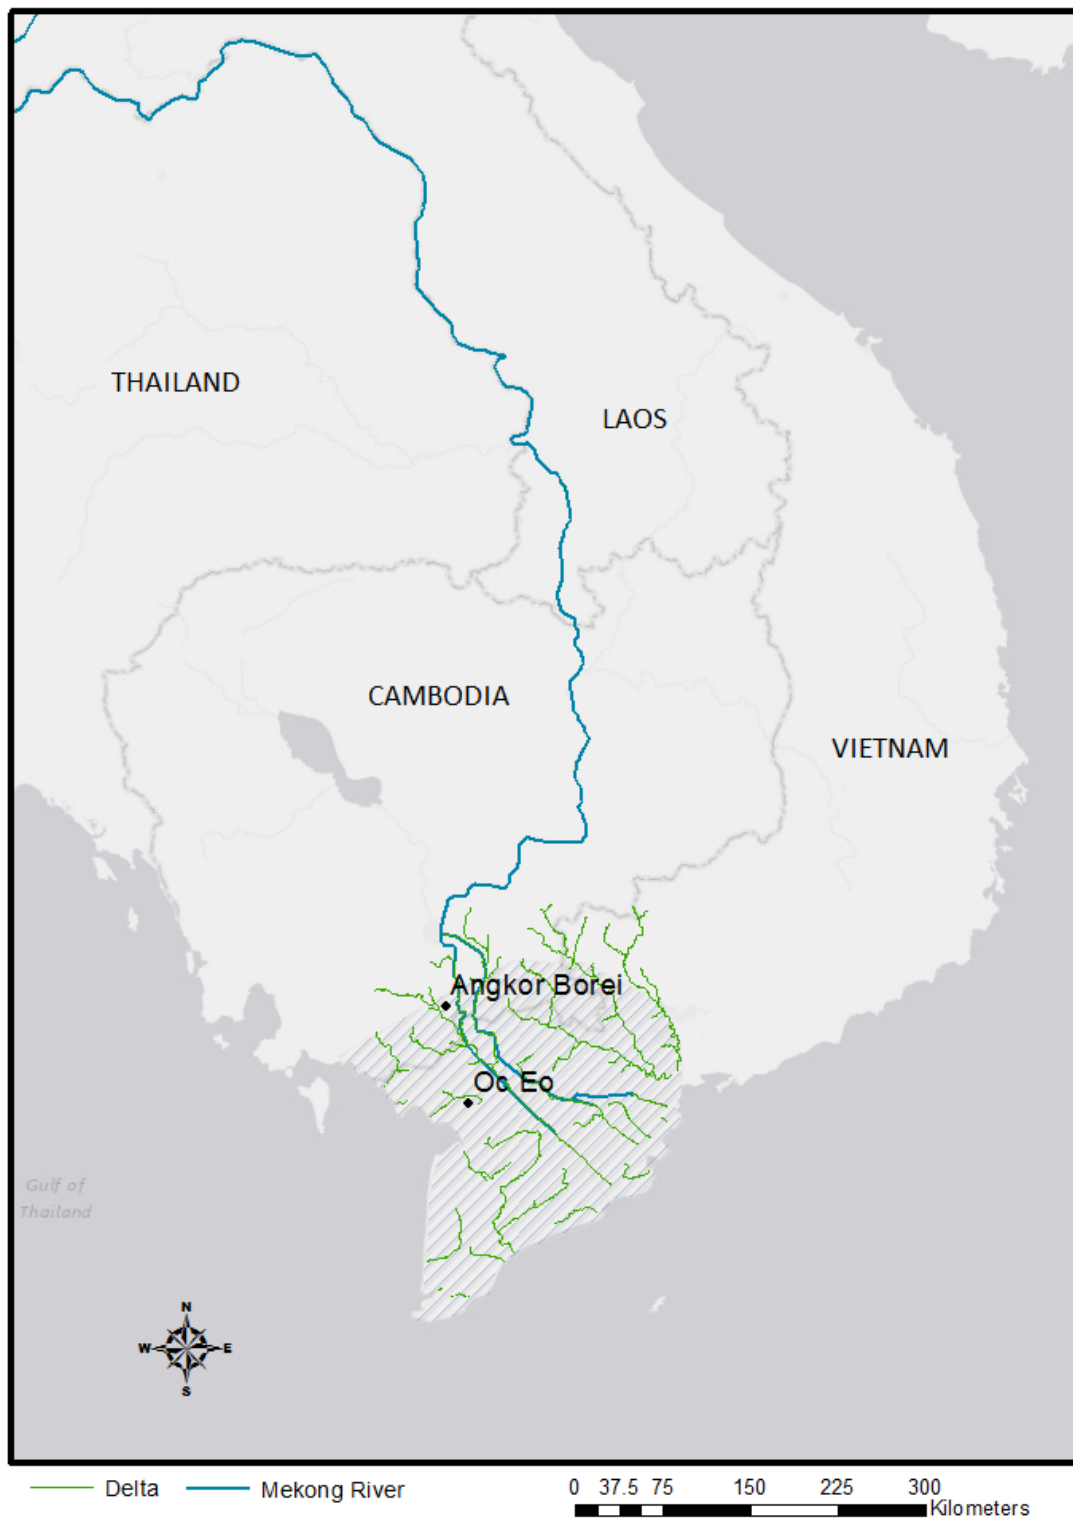 THAILAND
LAOS
CAMBODIA
VIETNAM
Angkor Borei
Oc Eo
Gulf of
Thailand
N
W E
S
Delta Mekong River
0 37.5 75 150 225 300
Kilometers